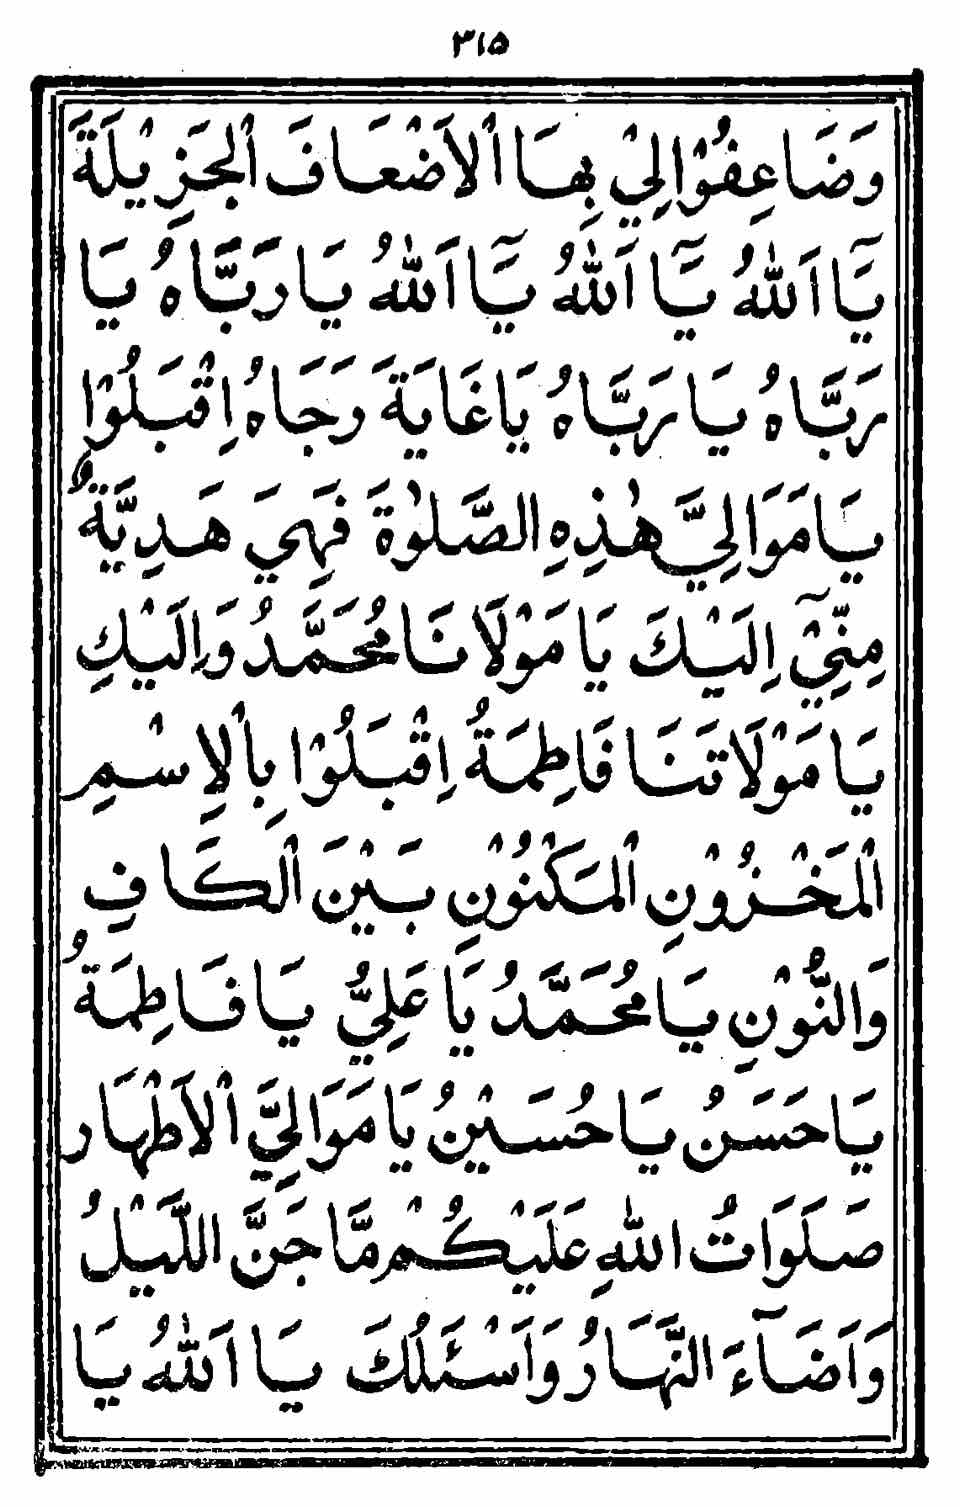 ٣١٥
وَضَاعِفُوْا لِيْ بِهَا الْاَضْعَافَ الْجَزِيْلَةَ
يَآ اَللّٰهُ يَآ اَللّٰهُ يَآ اَللّٰهُ يَا رَبَّاهُ يَا
رَبَّاهُ يَا رَبَّاهُ يَا غَايَةَ رَجَاهُ اِقْبَلُوْا
يَا مَوَالِيَّ هٰذِهِ الصَّلٰوةَ فَهِيَ هَدِيَّةٌ
مِنِّيْٓ اِلَيْكَ يَا مَوْلَانَا مُحَمَّدُ وَاِلَيْكِ
يَا مَوْلَاتَنَا فَاطِمَةُ اِقْبَلُوْا بِالْاِسْمِ
الْمَخْزُوْنِ الْمَكْنُوْنِ بَيْنَ الْكَافِ
وَالنُّوْنِ يَا مُحَمَّدُ يَا عَلِيُّ يَا فَاطِمَةُ
يَا حَسَنُ يَا حُسَيْنُ يَا مَوَالِيَّ الْاَطْهَار
صَلَوَاتُ اللّٰهِ عَلَيْكُمْ مَّا جَنَّ اللَّيْلُ
وَاَضَآءَ النَّهَارُ وَاَسْئَلُكَ يَا اَللّٰهُ يَا